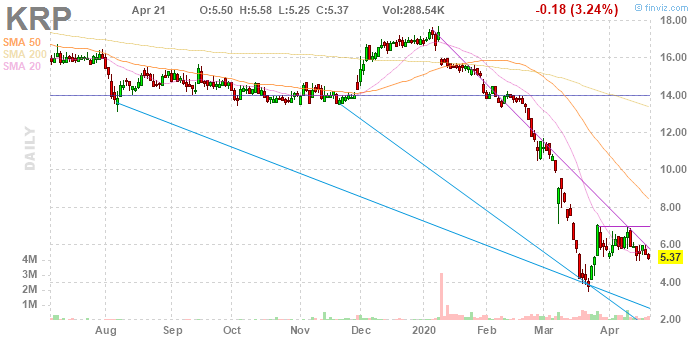 KRP
Apr 21 O:5.50 H:5.58 L:5.25 C:5.37 Vol:288.54K -0.18 (3.24%)
© finviz.com
SMA 50
SMA 200
SMA 20
DAILY
18.00
16.00
14.00
12.00
10.00
8.00
6.00
5.37
4.00
2.00
4M
3M
2M
1M
Aug Sep Oct Nov Dec 2020 Feb Mar Apr